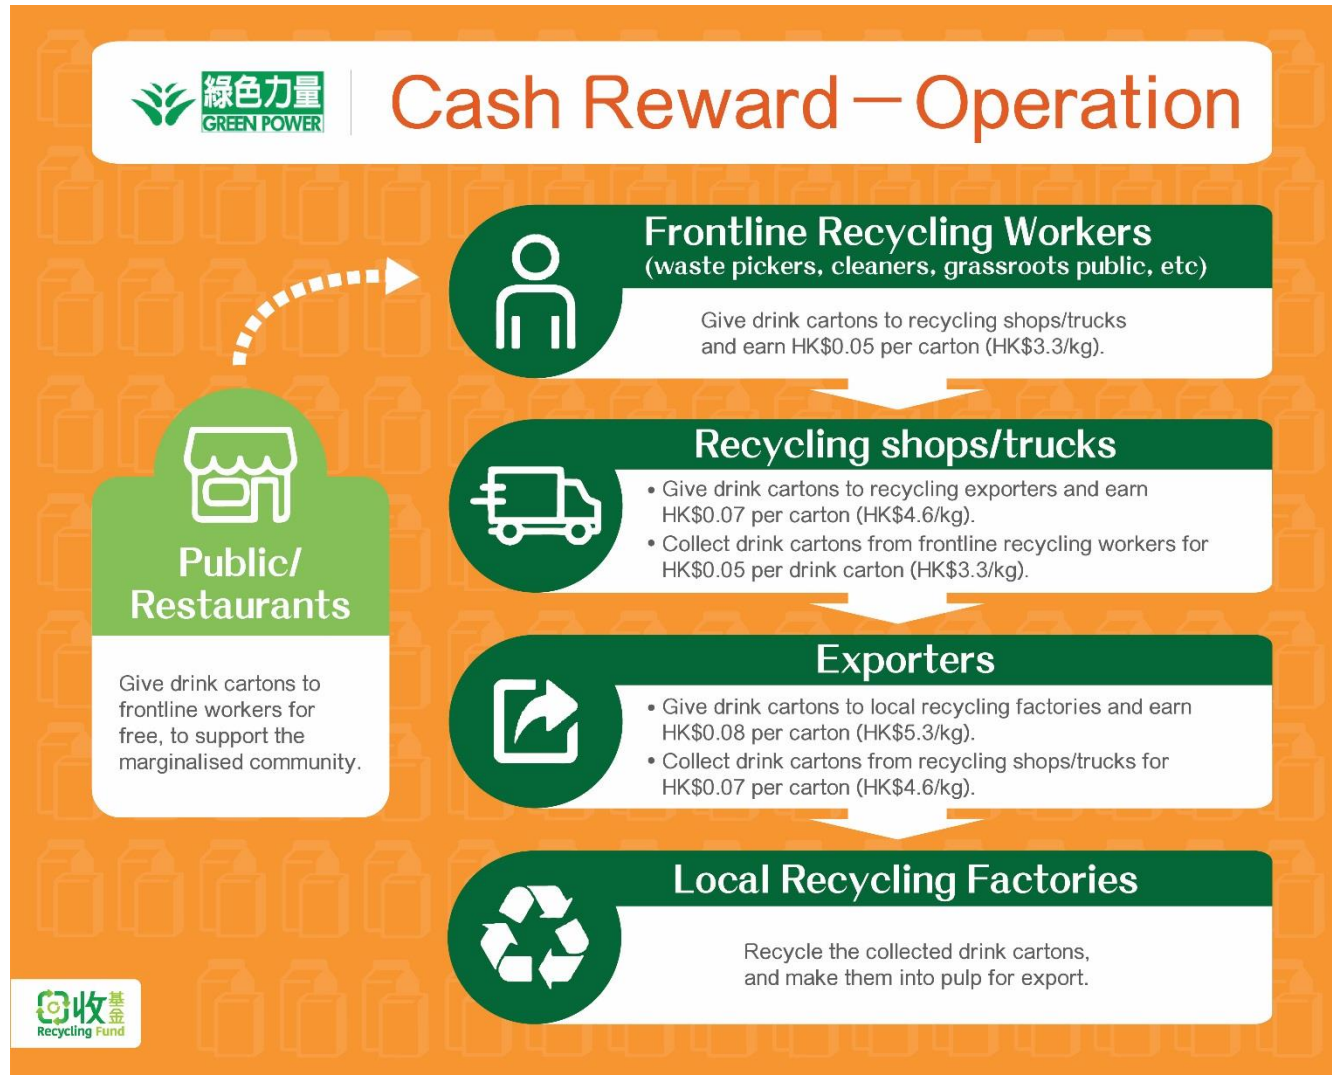 綠色力量
GREEN POWER
Cash Reward — Operation
Frontline Recycling Workers
(waste pickers, cleaners, grassroots public, etc)
Give drink cartons to recycling shops/trucks
and earn HK$0.05 per carton (HK$3.3/kg).
Recycling shops/trucks
• Give drink cartons to recycling exporters and earn
HK$0.07 per carton (HK$4.6/kg).
• Collect drink cartons from frontline recycling workers for
HK$0.05 per drink carton (HK$3.3/kg).
Public/
Restaurants
Give drink cartons to
frontline workers for
free, to support the
marginalised community.
Exporters
• Give drink cartons to local recycling factories and earn
HK$0.08 per carton (HK$5.3/kg).
• Collect drink cartons from recycling shops/trucks for
HK$0.07 per carton (HK$4.6/kg).
Local Recycling Factories
Recycle the collected drink cartons,
and make them into pulp for export.
回收基金
Recycling Fund